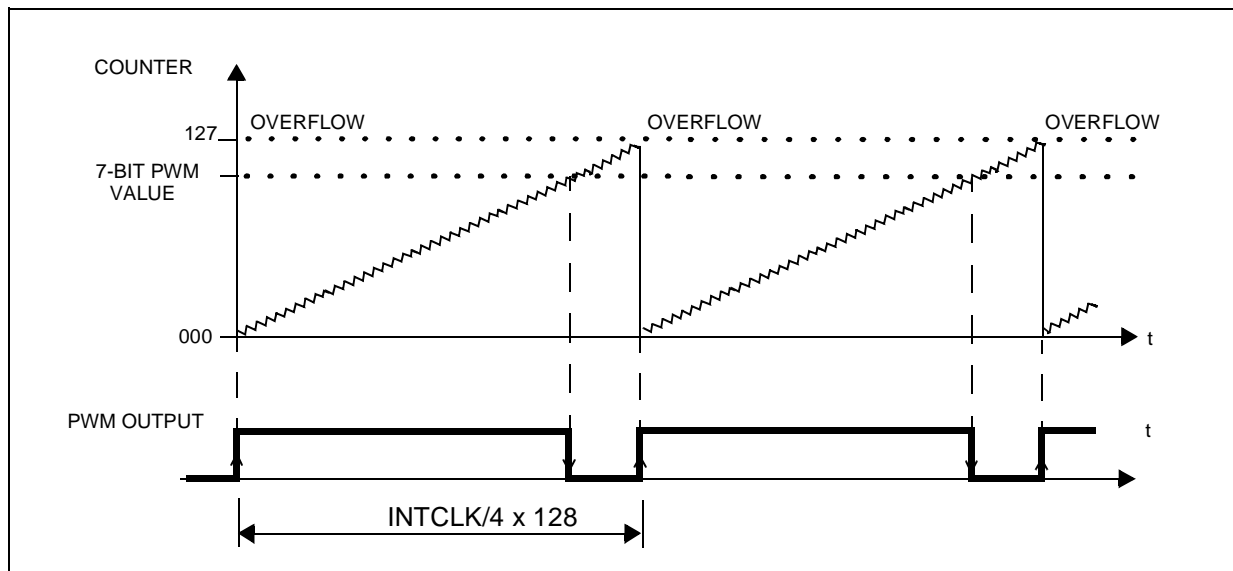 COUNTER
127
OVERFLOW
OVERFLOW
OVERFLOW
7-BIT PWM
VALUE
000
t
PWM OUTPUT
t
INTCLK/4 x 128